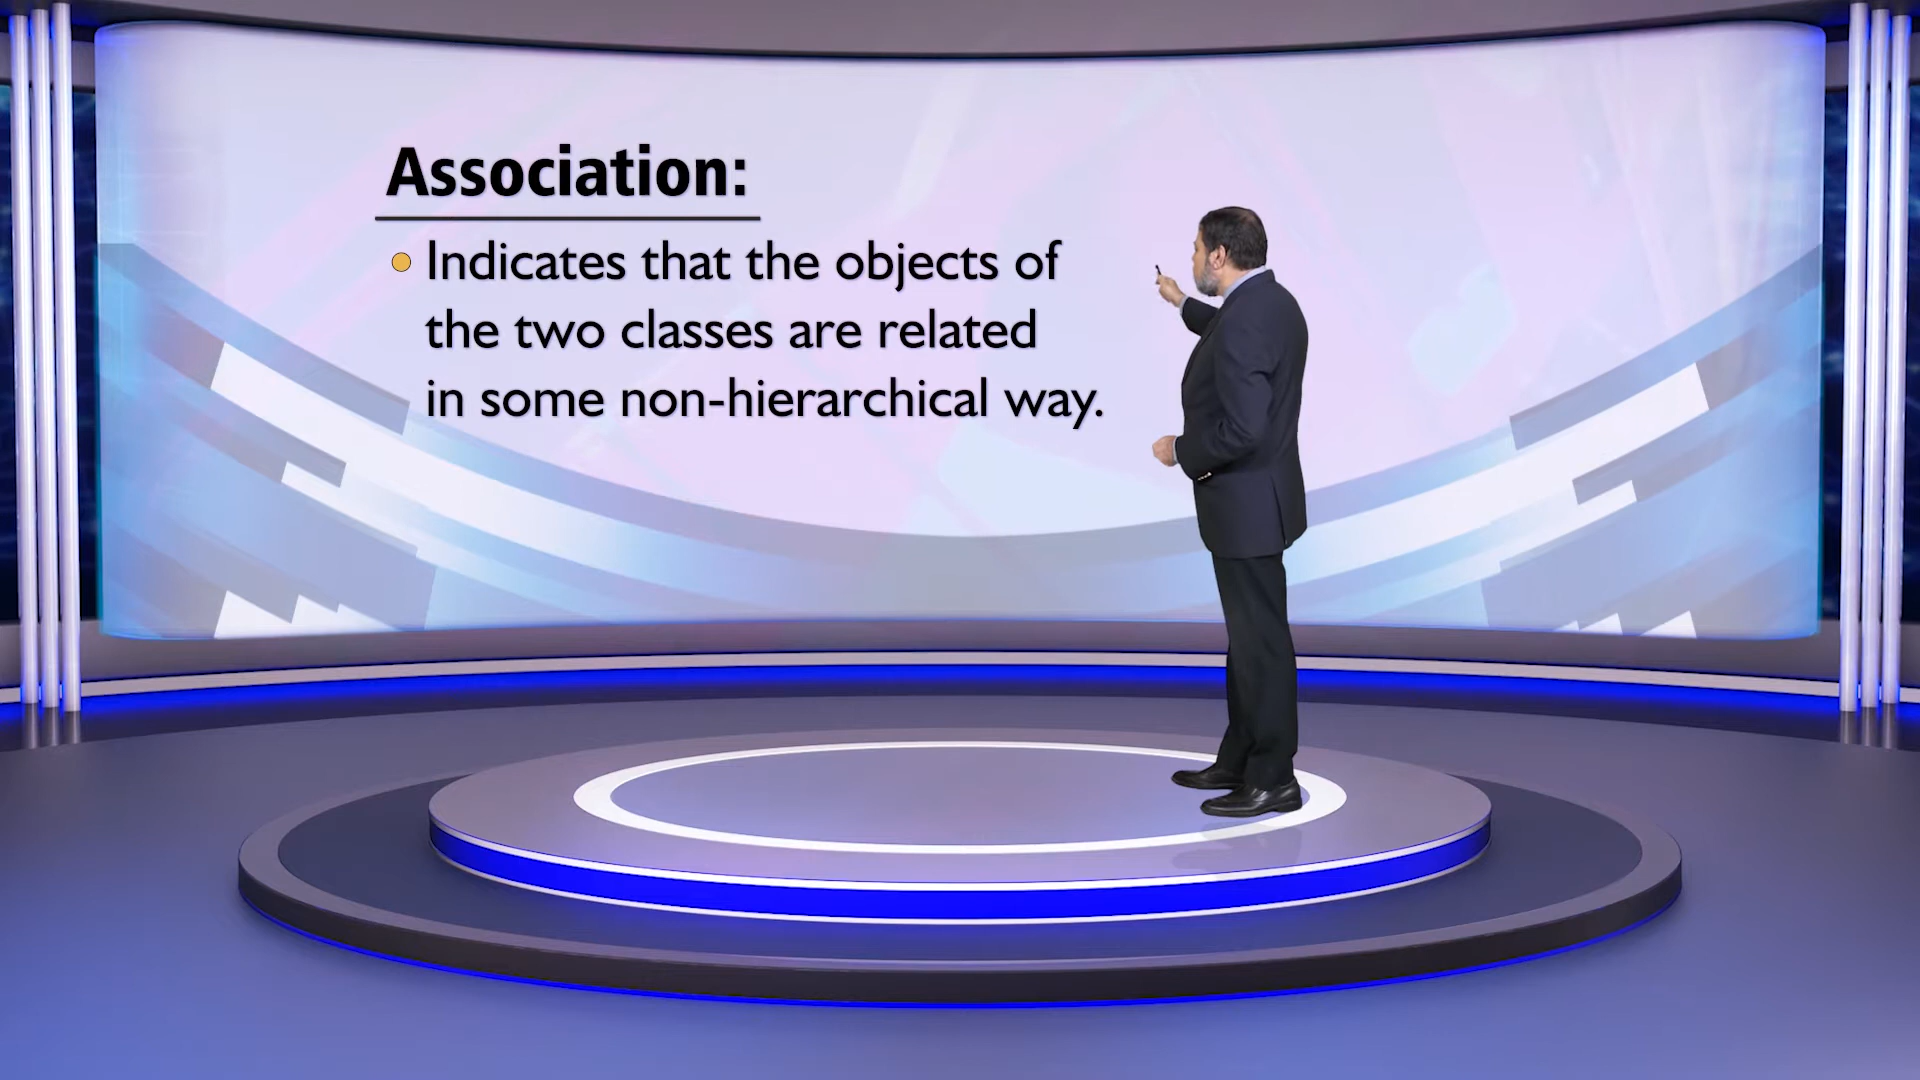 Association:
Indicates that the objects of
the two classes are related
in some non-hierarchical way.